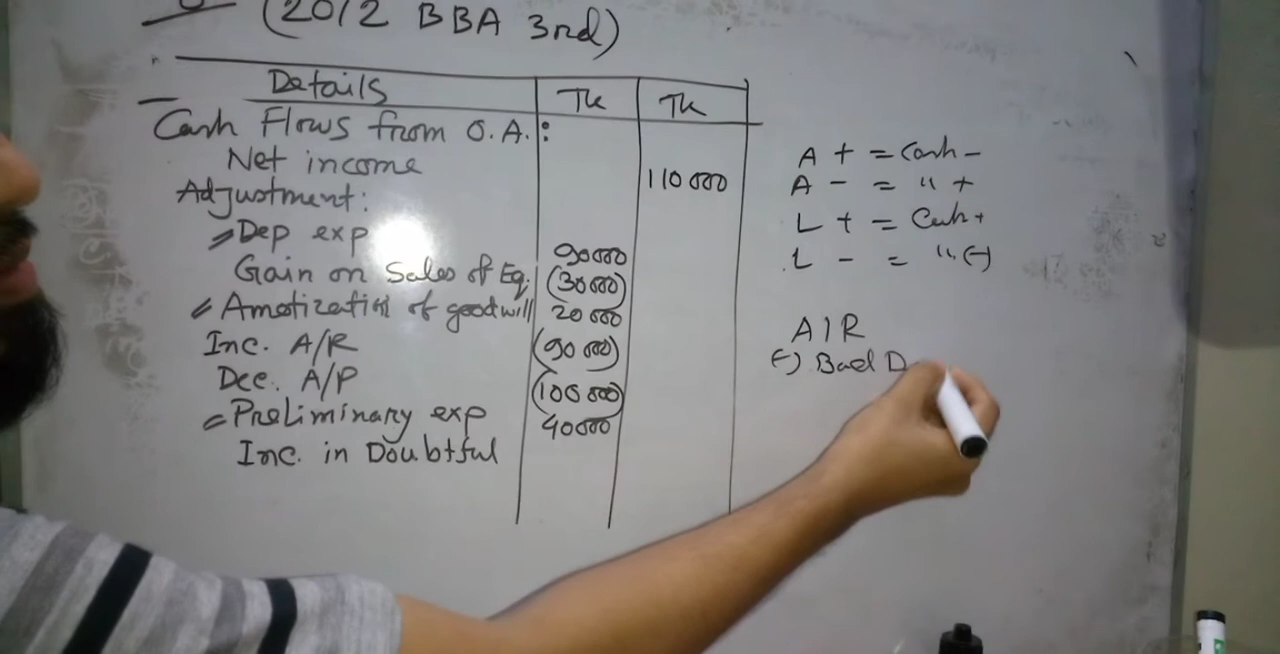 (2012 BBA 3rd)
Details Tk Tk
Cash Flows from O.A.:
Net income 110000
Adjustment:
Dep exp 90000
Gain on Sales of Eq. (30000)
Amotization of goodwill 20000
Inc. A/R (90000)
Dec. A/P (100000)
Preliminary exp 40000
Inc. in Doubtful
A + = Cash -
A - = " +
L + = Cash +
L - = " (-)
A/R
(-) Bad D